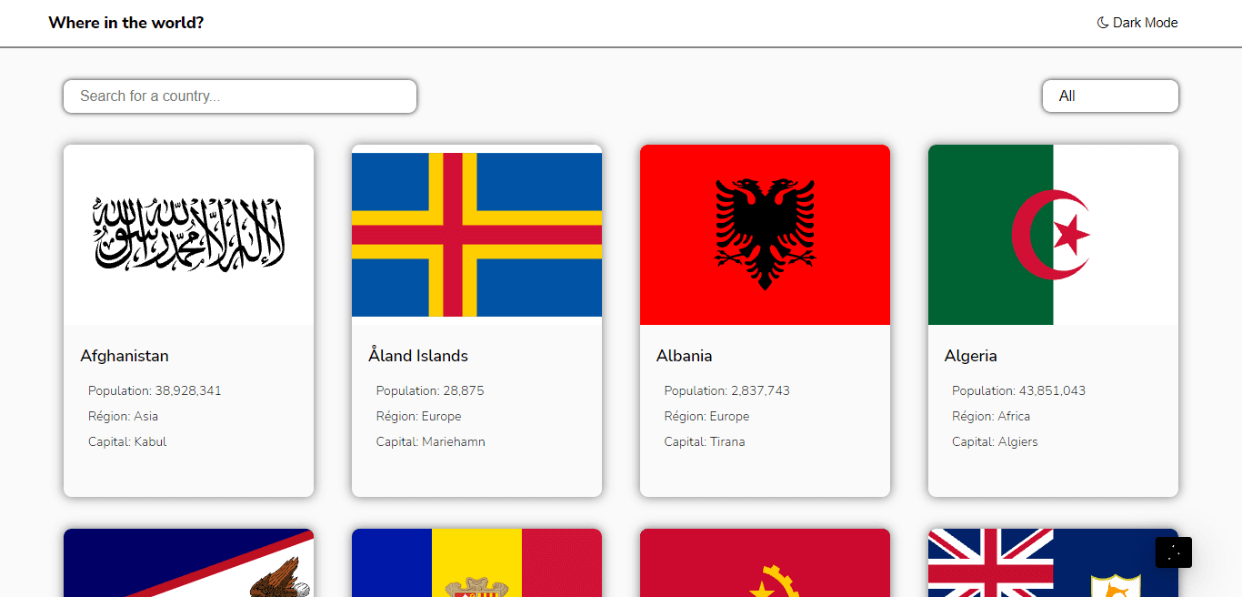 Where in the world?
Dark Mode
Search for a country...
All
لا إله إلا الله محمد رسول الله
Afghanistan
Population: 38,928,341
Région: Asia
Capital: Kabul
Åland Islands
Population: 28,875
Région: Europe
Capital: Mariehamn
Albania
Population: 2,837,743
Région: Europe
Capital: Tirana
Algeria
Population: 43,851,043
Région: Africa
Capital: Algiers